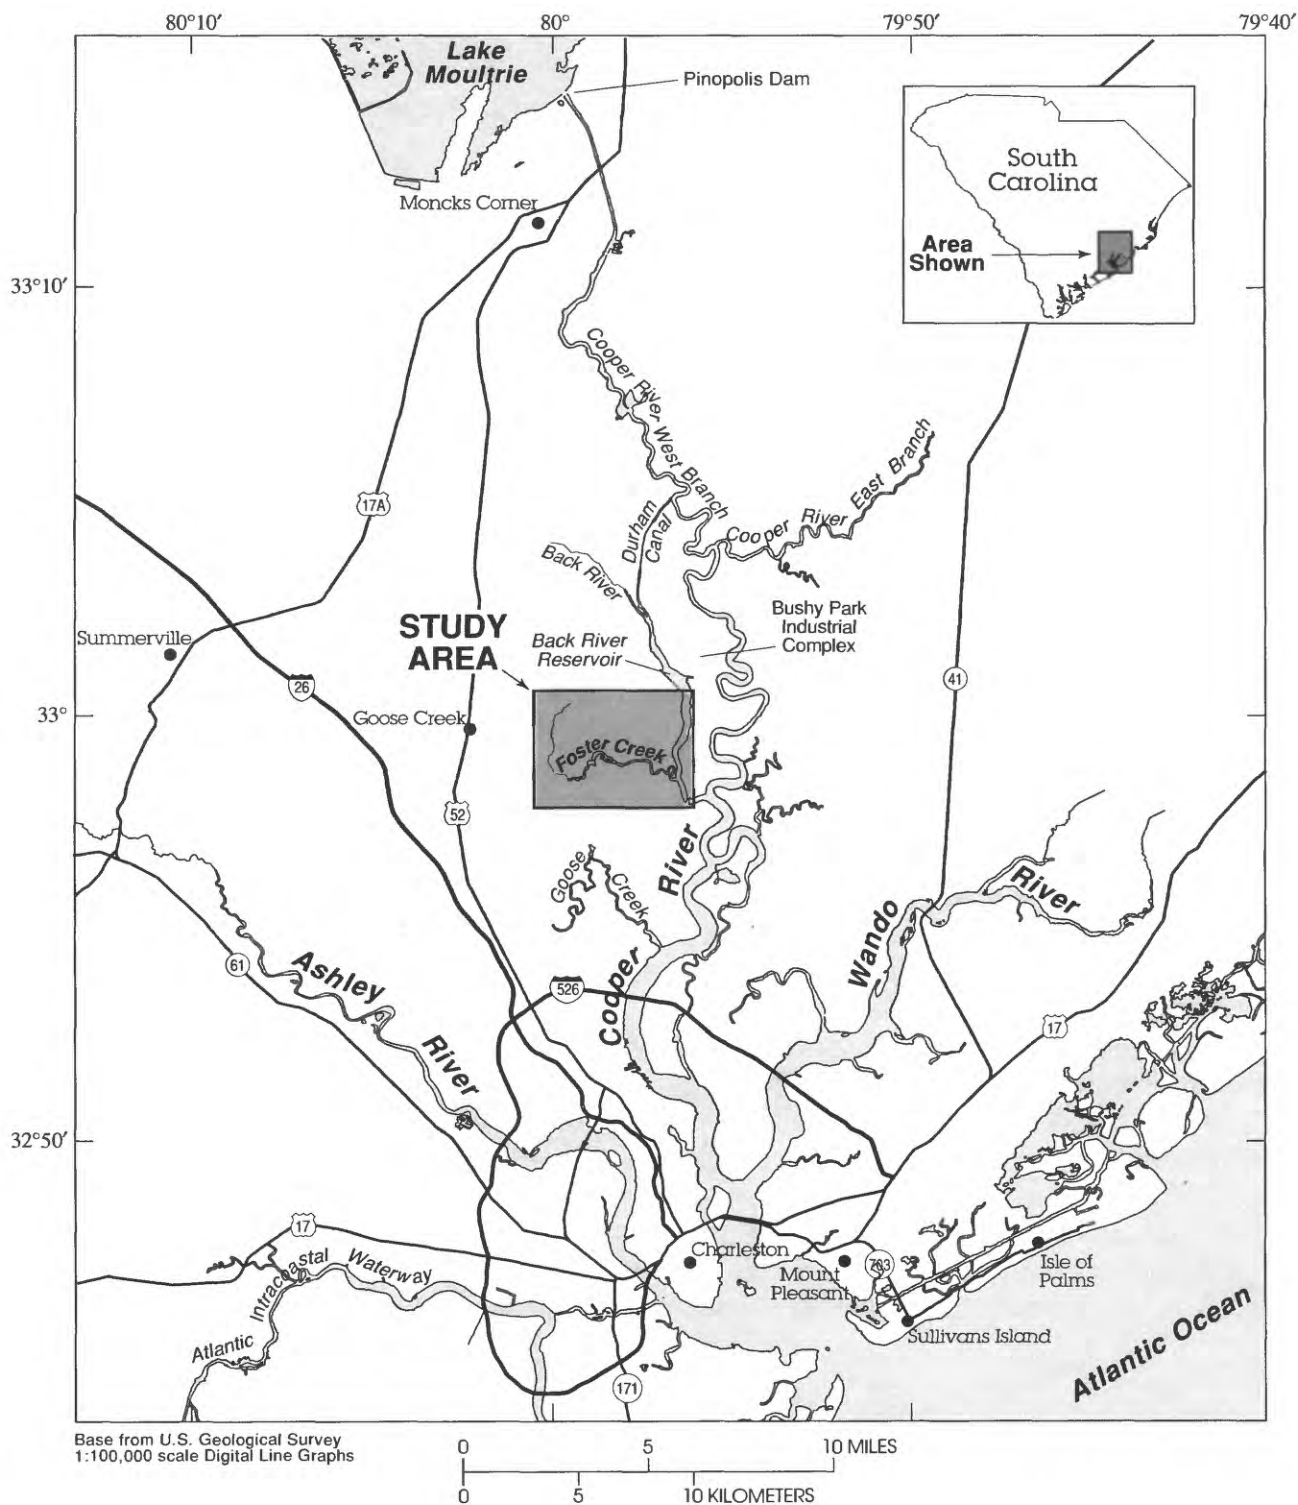 80°10′
80°
79°50′
79°40′
Lake
Moultrie
Pinopolis Dam
South
Carolina
Area
Shown
Moncks Corner
33°10′
Cooper River West Branch
Cooper River East Branch
Durham
Canal
17A
Back River
Bushy Park
Industrial
Complex
STUDY
AREA
Summerville
Back River
Reservoir
26
41
33°
Goose Creek
Foster Creek
52
Goose Creek
Cooper River
Wando River
61
Ashley River
526
17
32°50′
17
Charleston
Mount
Pleasant
703
Isle of
Palms
Atlantic Intracoastal Waterway
Sullivans Island
Atlantic Ocean
171
Base from U.S. Geological Survey
1:100,000 scale Digital Line Graphs
0 5 10 MILES
0 5 10 KILOMETERS